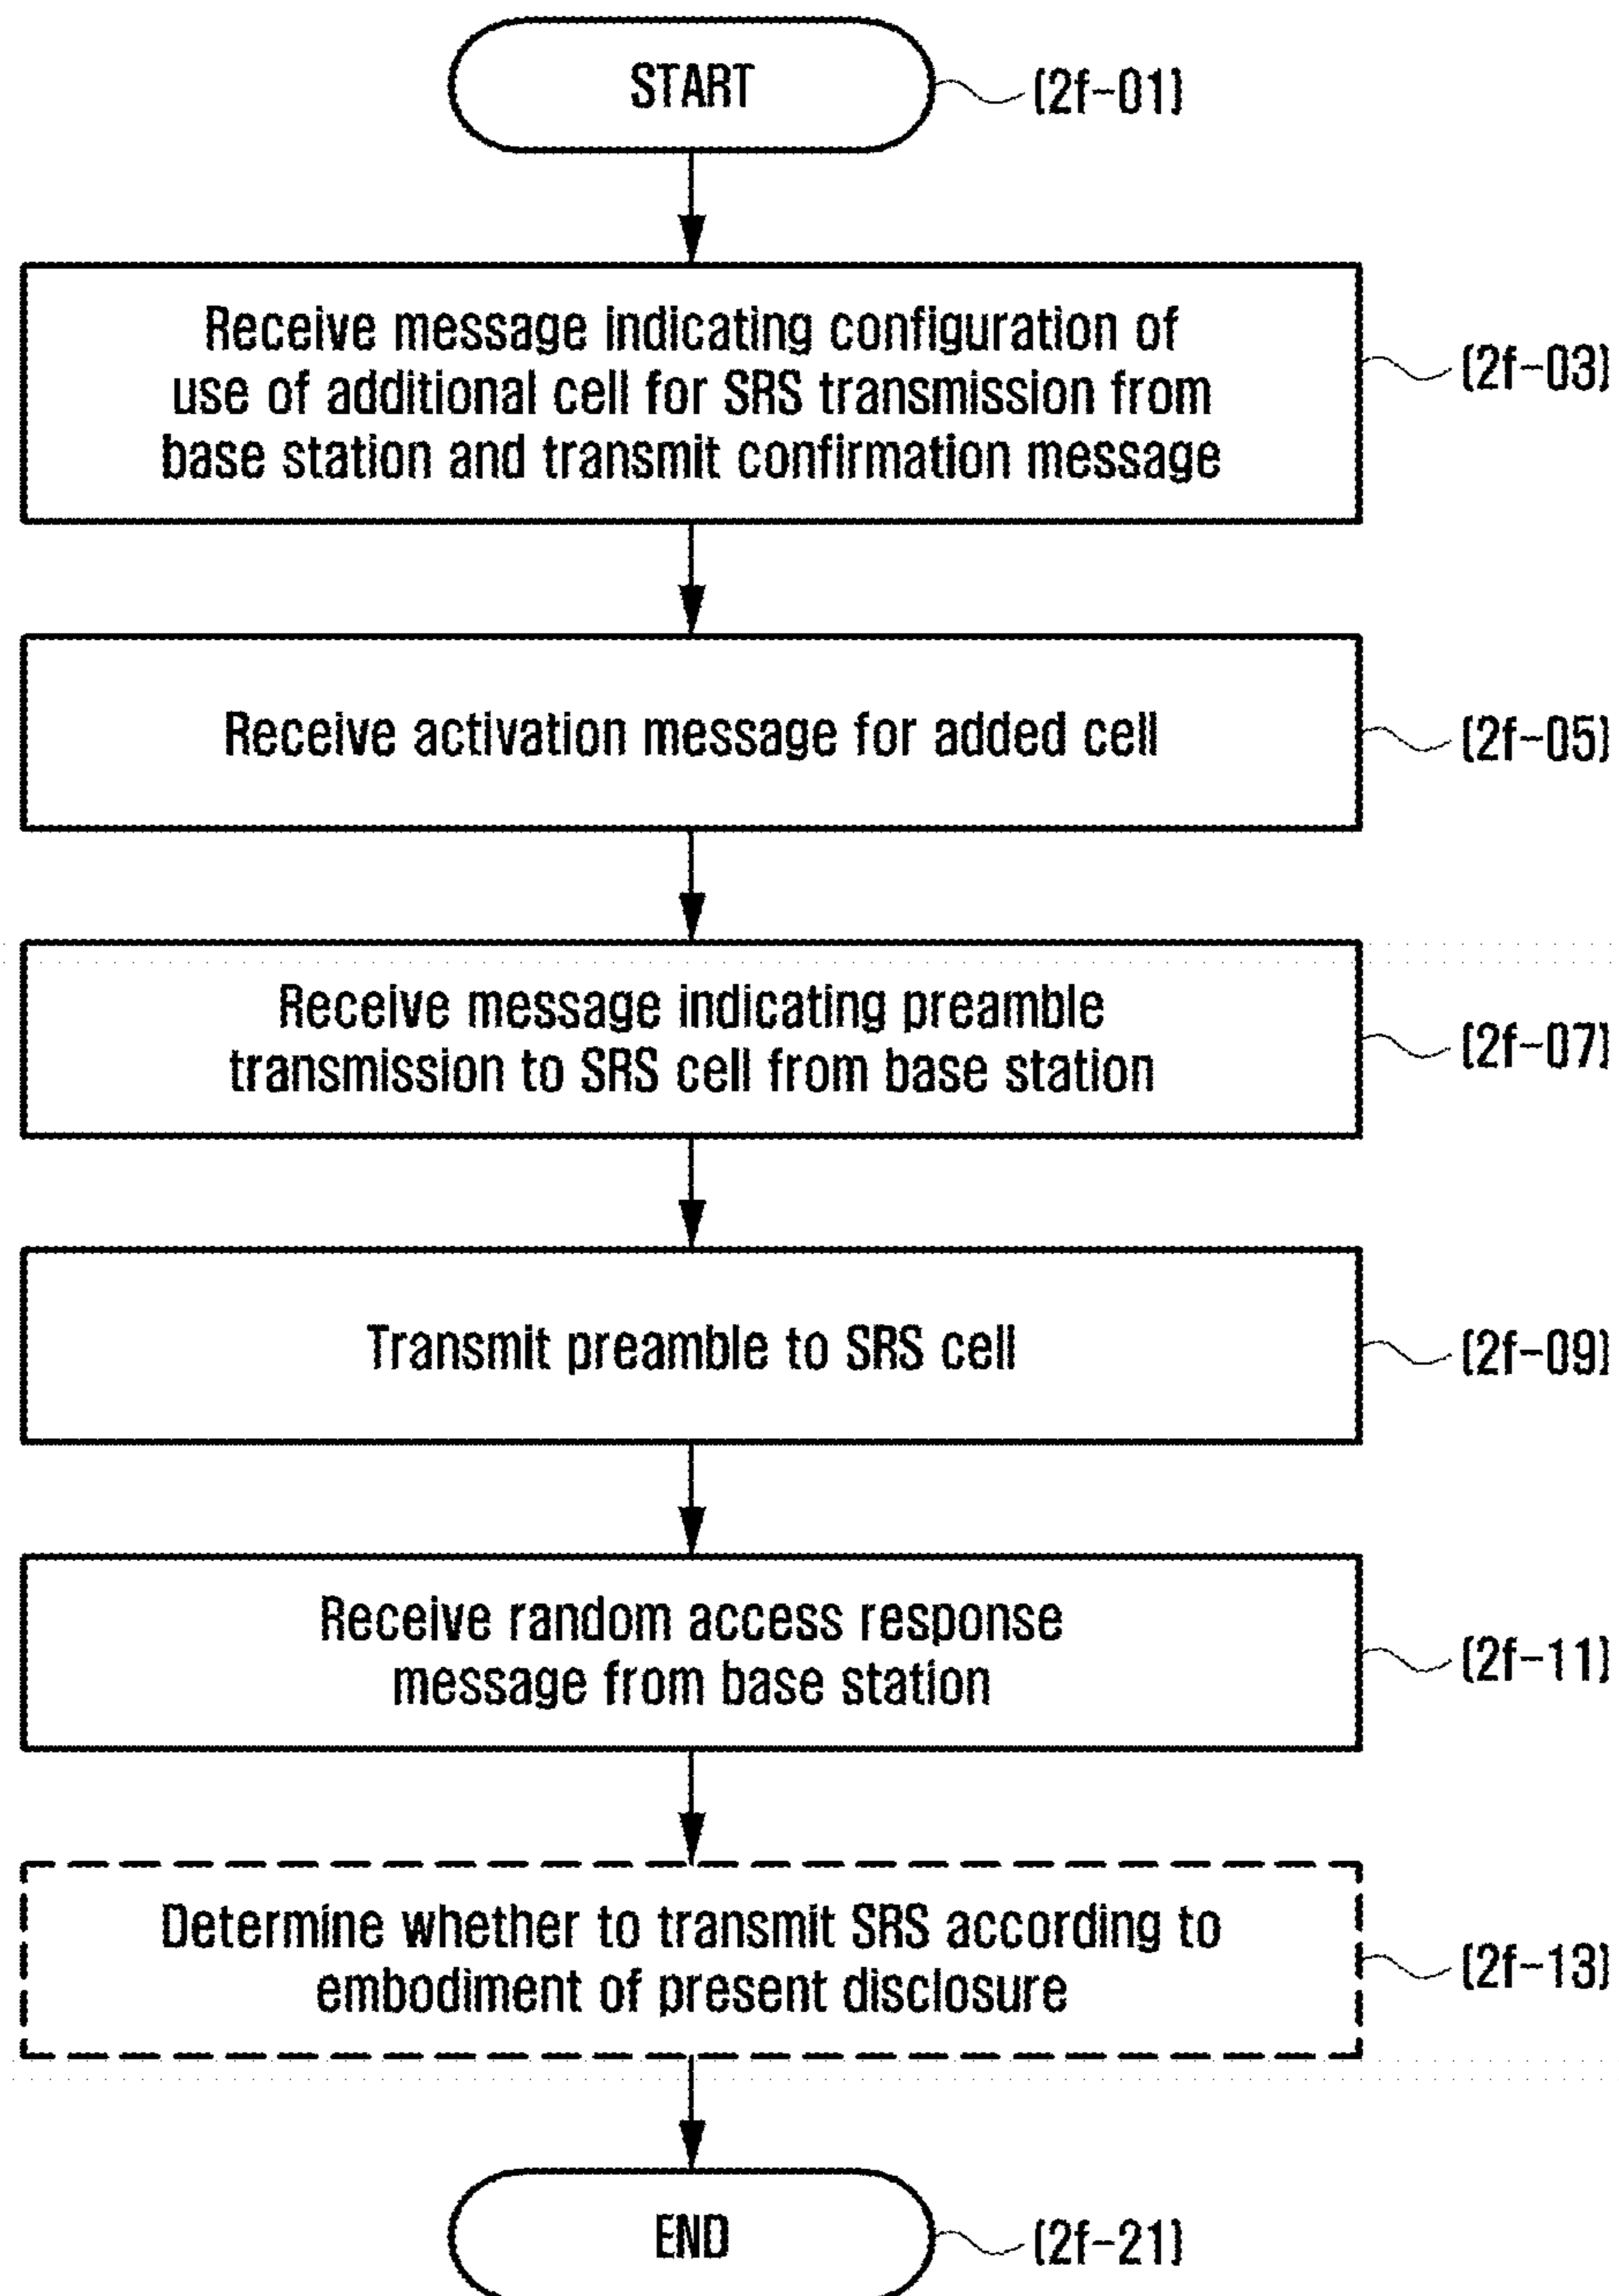 START
(2f-01)
Receive message indicating configuration of
use of additional cell for SRS transmission from
base station and transmit confirmation message
(2f-03)
Receive activation message for added cell
(2f-05)
Receive message indicating preamble
transmission to SRS cell from base station
(2f-07)
Transmit preamble to SRS cell
(2f-09)
Receive random access response
message from base station
(2f-11)
Determine whether to transmit SRS according to
embodiment of present disclosure
(2f-13)
END
(2f-21)